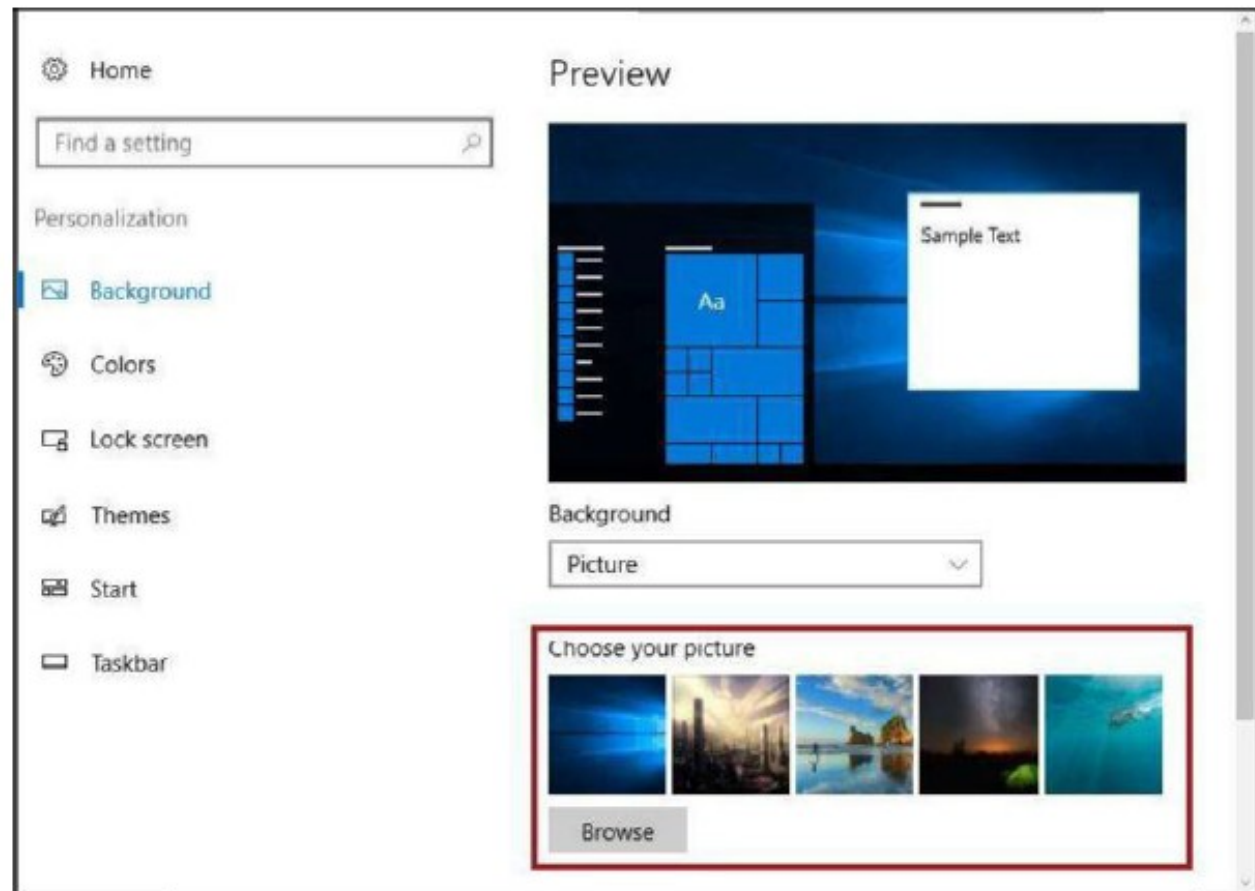 Home
Find a setting
Personalization
Background
Colors
Lock screen
Themes
Start
Taskbar
Preview
Sample Text
Aa
Background
Picture
Choose your picture
Browse